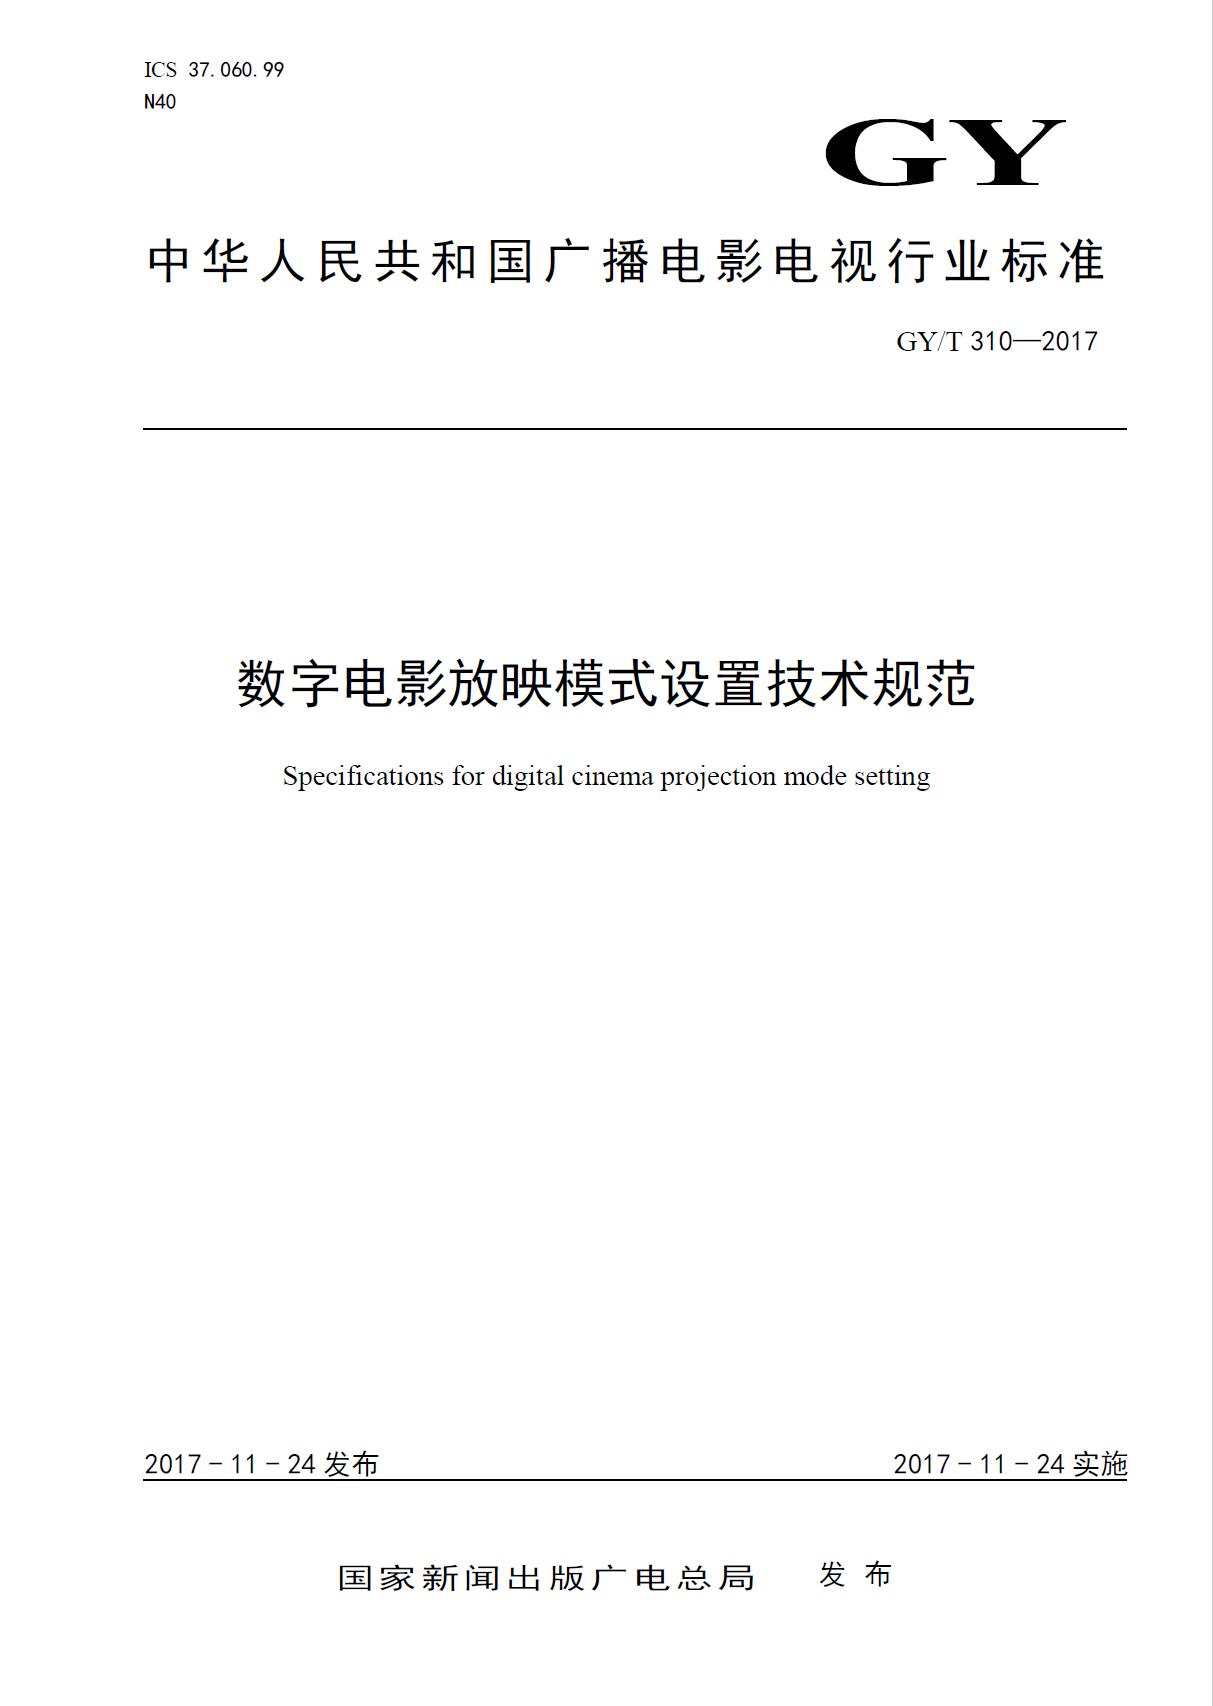 ICS 37.060.99
N40
GY
中华人民共和国广播电影电视行业标准
GY/T 310—2017
数字电影放映模式设置技术规范
Specifications for digital cinema projection mode setting
2017-11-24 发布
2017-11-24 实施
国家新闻出版广电总局 发 布